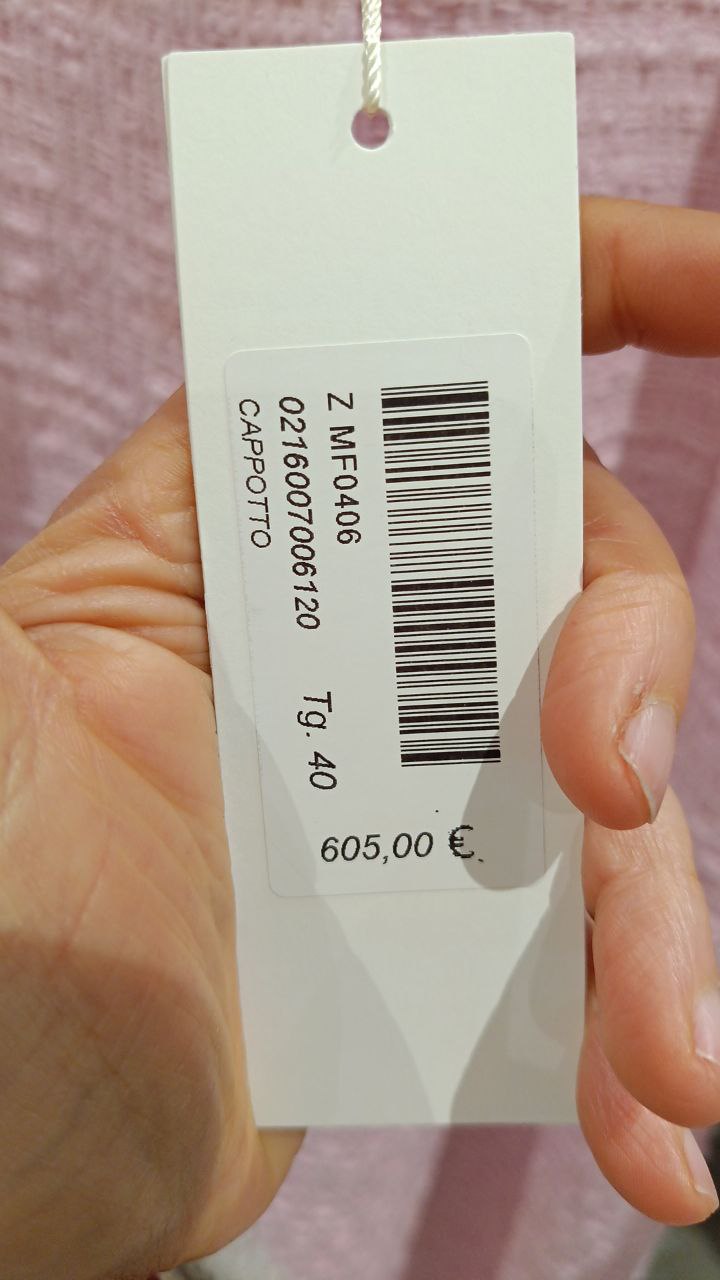 Z MF0406
0216007006120 Tg. 40
CAPPOTTO
605,00 €